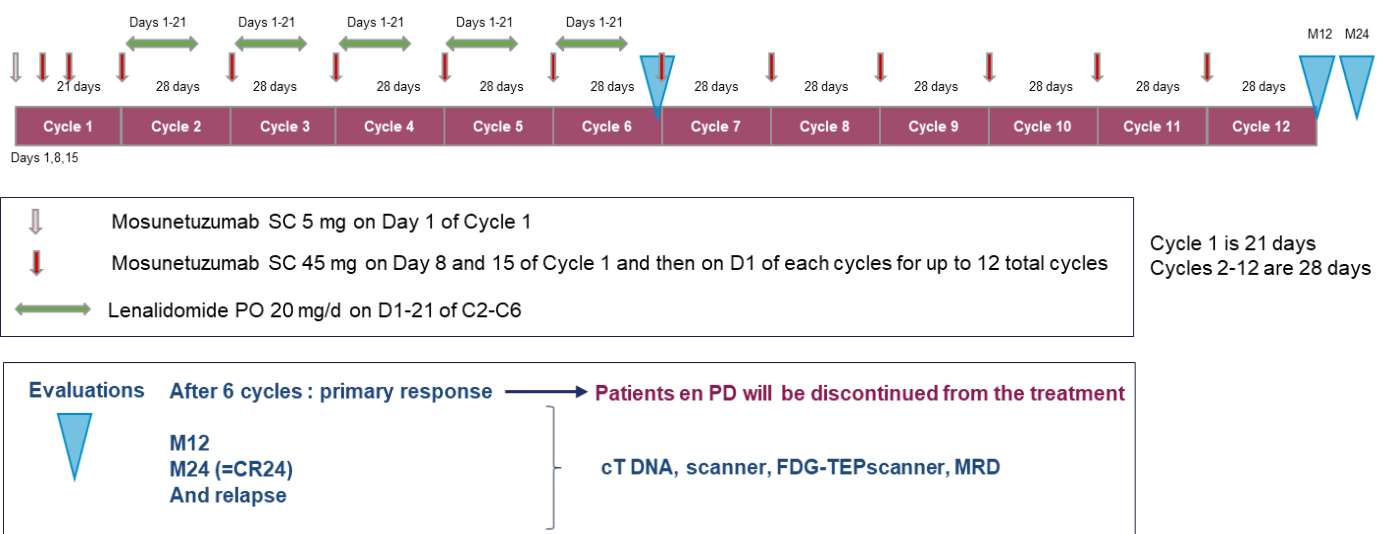 Days 1-21 Days 1-21 Days 1-21 Days 1-21 Days 1-21 M12 M24
21 days 28 days 28 days 28 days 28 days 28 days 28 days 28 days 28 days 28 days 28 days 28 days
Cycle 1 Cycle 2 Cycle 3 Cycle 4 Cycle 5 Cycle 6 Cycle 7 Cycle 8 Cycle 9 Cycle 10 Cycle 11 Cycle 12
Days 1,8,15
Mosunetuzumab SC 5 mg on Day 1 of Cycle 1
Mosunetuzumab SC 45 mg on Day 8 and 15 of Cycle 1 and then on D1 of each cycles for up to 12 total cycles
Lenalidomide PO 20 mg/d on D1-21 of C2-C6
Cycle 1 is 21 days
Cycles 2-12 are 28 days
Evaluations After 6 cycles : primary response Patients en PD will be discontinued from the treatment
M12
M24 (=CR24)
And relapse
cT DNA, scanner, FDG-TEPscanner, MRD